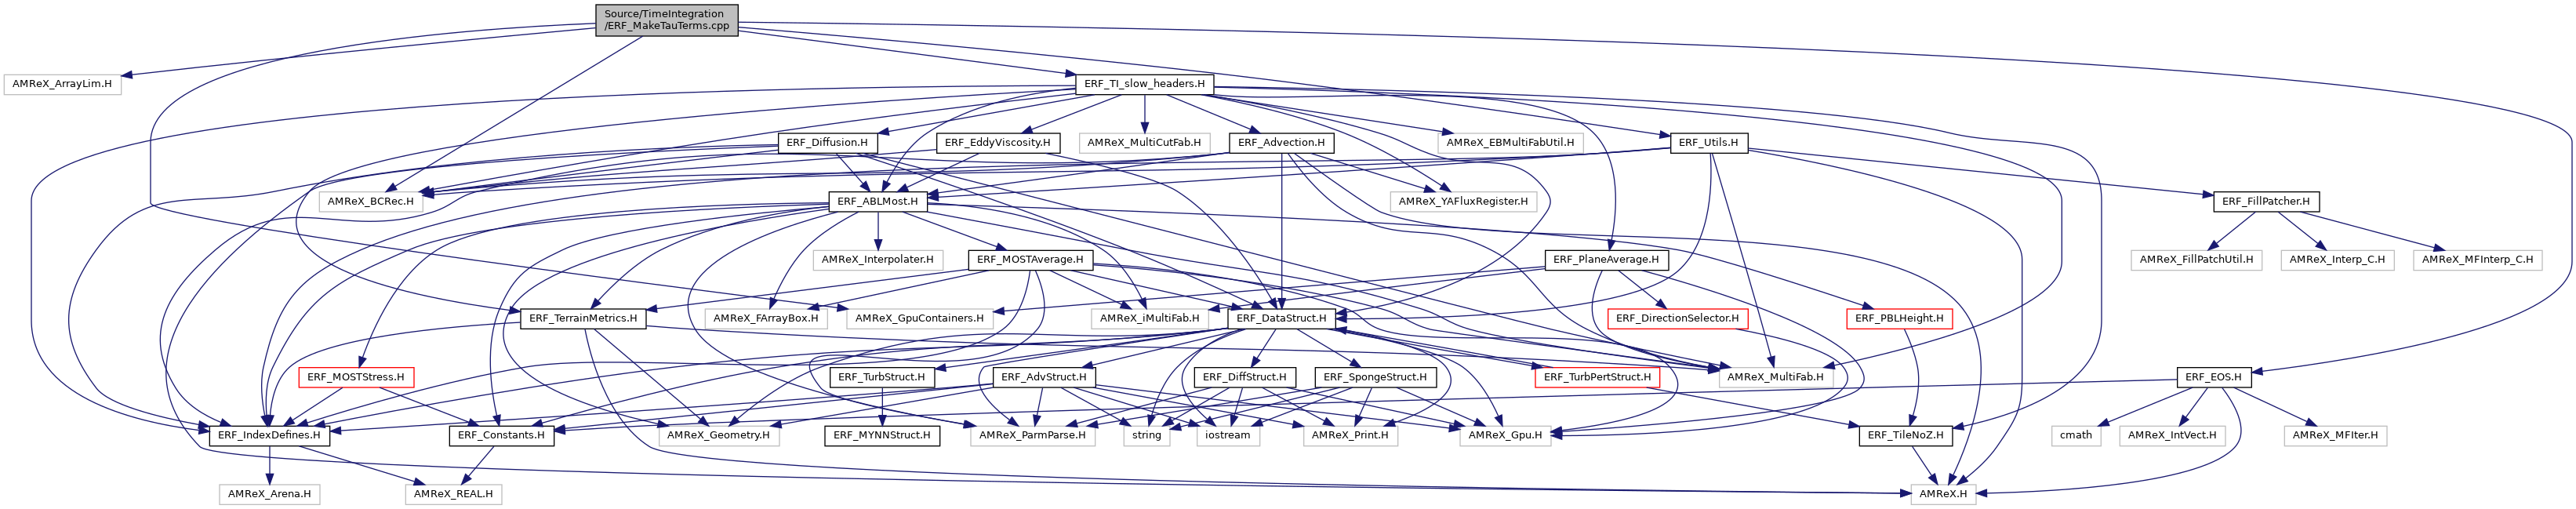 Source/TimeIntegration
/ERF_MakeTauTerms.cpp
AMReX_ArrayLim.H
ERF_TI_slow_headers.H
ERF_Diffusion.H
ERF_EddyViscosity.H
AMReX_MultiCutFab.H
ERF_Advection.H
AMReX_EBMultiFabUtil.H
ERF_Utils.H
AMReX_BCRec.H
ERF_ABLMost.H
AMReX_YAFluxRegister.H
ERF_FillPatcher.H
AMReX_Interpolater.H
ERF_MOSTAverage.H
ERF_PlaneAverage.H
AMReX_FillPatchUtil.H
AMReX_Interp_C.H
AMReX_MFInterp_C.H
ERF_TerrainMetrics.H
AMReX_FArrayBox.H
AMReX_GpuContainers.H
AMReX_iMultiFab.H
ERF_DataStruct.H
ERF_DirectionSelector.H
ERF_PBLHeight.H
ERF_MOSTStress.H
ERF_TurbStruct.H
ERF_AdvStruct.H
ERF_DiffStruct.H
ERF_SpongeStruct.H
ERF_TurbPertStruct.H
AMReX_MultiFab.H
ERF_EOS.H
ERF_IndexDefines.H
ERF_Constants.H
AMReX_Geometry.H
ERF_MYNNStruct.H
AMReX_ParmParse.H
string
iostream
AMReX_Print.H
AMReX_Gpu.H
ERF_TileNoZ.H
cmath
AMReX_IntVect.H
AMReX_MFIter.H
AMReX_Arena.H
AMReX_REAL.H
AMReX.H